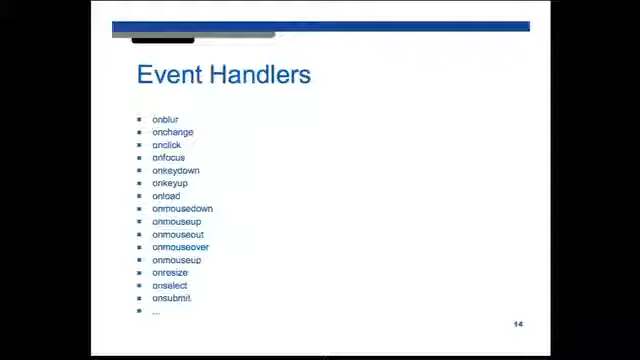 Event Handlers
onblur
onchange
onclick
onfocus
onkeydown
onkeyup
onload
onmousedown
onmouseup
onmouseout
onmouseover
onmouseup
onresize
onselect
onsubmit
...
14